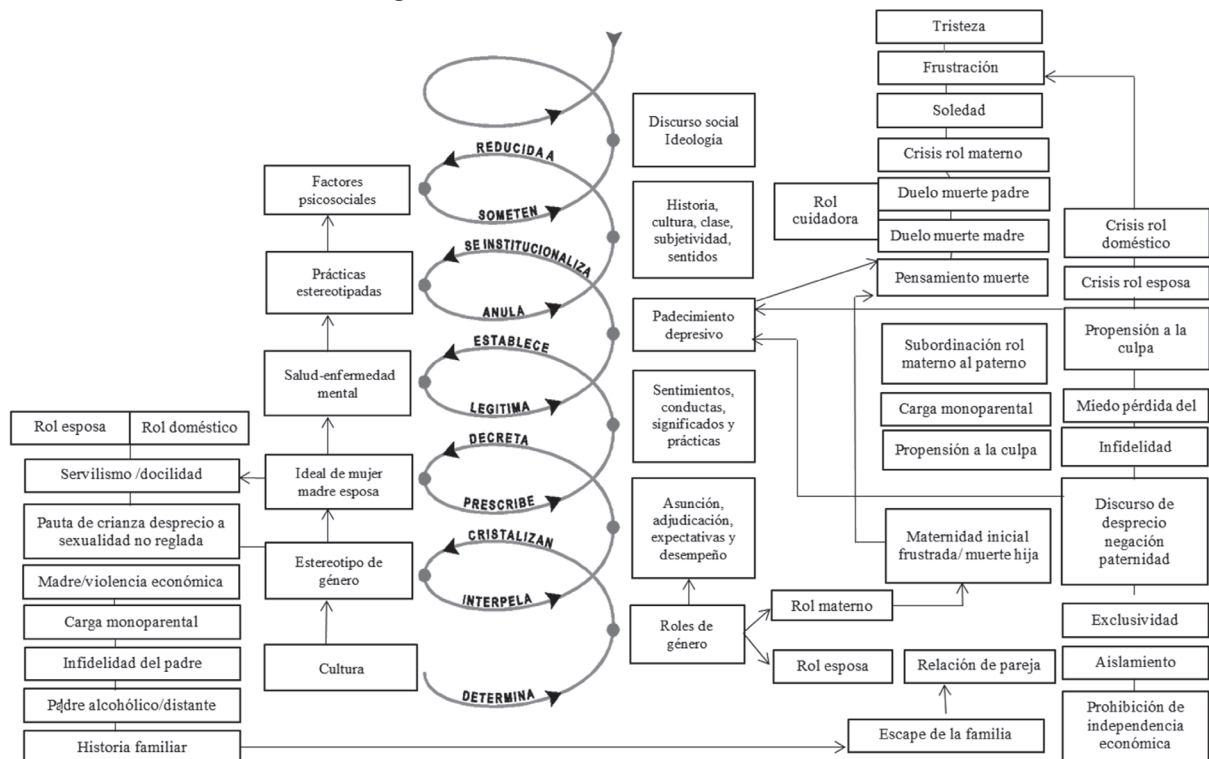 Tristeza
Frustración
Soledad
Crisis rol materno
Duelo muerte padre
Rol
cuidadora
Duelo muerte madre
Pensamiento muerte
Crisis rol
doméstico
Crisis rol esposa
Propensión a la
culpa
Miedo pérdida del
Infidelidad
Discurso de
desprecio
negación
paternidad
Exclusividad
Aislamiento
Prohibición de
independencia
económica
Subordinación rol
materno al paterno
Carga monoparental
Propensión a la culpa
Maternidad inicial
frustrada/ muerte hija
Relación de pareja
Escape de la familia
Discurso social
Ideología
Historia,
cultura, clase,
subjetividad,
sentidos
Padecimiento
depresivo
Sentimientos,
conductas,
significados y
prácticas
Asunción,
adjudicación,
expectativas y
desempeño
Roles de
género
Rol materno
Rol esposa
REDUCIDA A
SOMETEN
SE INSTITUCIONALIZA
ANULA
ESTABLECE
LEGITIMA
DECRETA
PRESCRIBE
CRISTALIZAN
INTERPELA
DETERMINA
Factores
psicosociales
Prácticas
estereotipadas
Salud-enfermedad
mental
Ideal de mujer
madre esposa
Estereotipo de
género
Cultura
Rol esposa
Rol doméstico
Servilismo /docilidad
Pauta de crianza desprecio a
sexualidad no reglada
Madre/violencia económica
Carga monoparental
Infidelidad del padre
Padre alcohólico/distante
Historia familiar